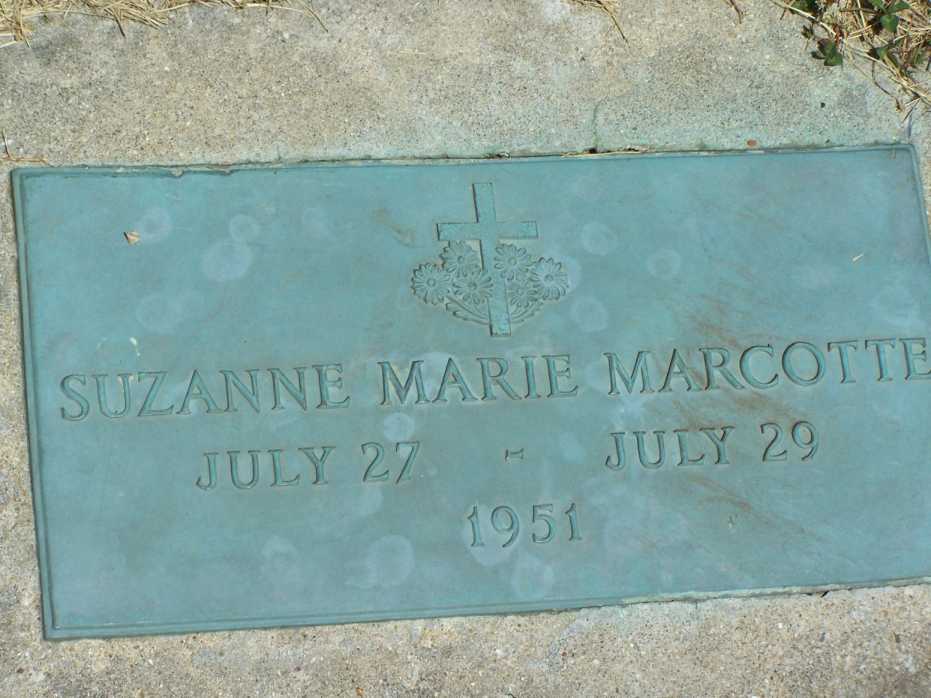 SUZANNE MARIE MARCOTTE
JULY 27 - JULY 29
1951